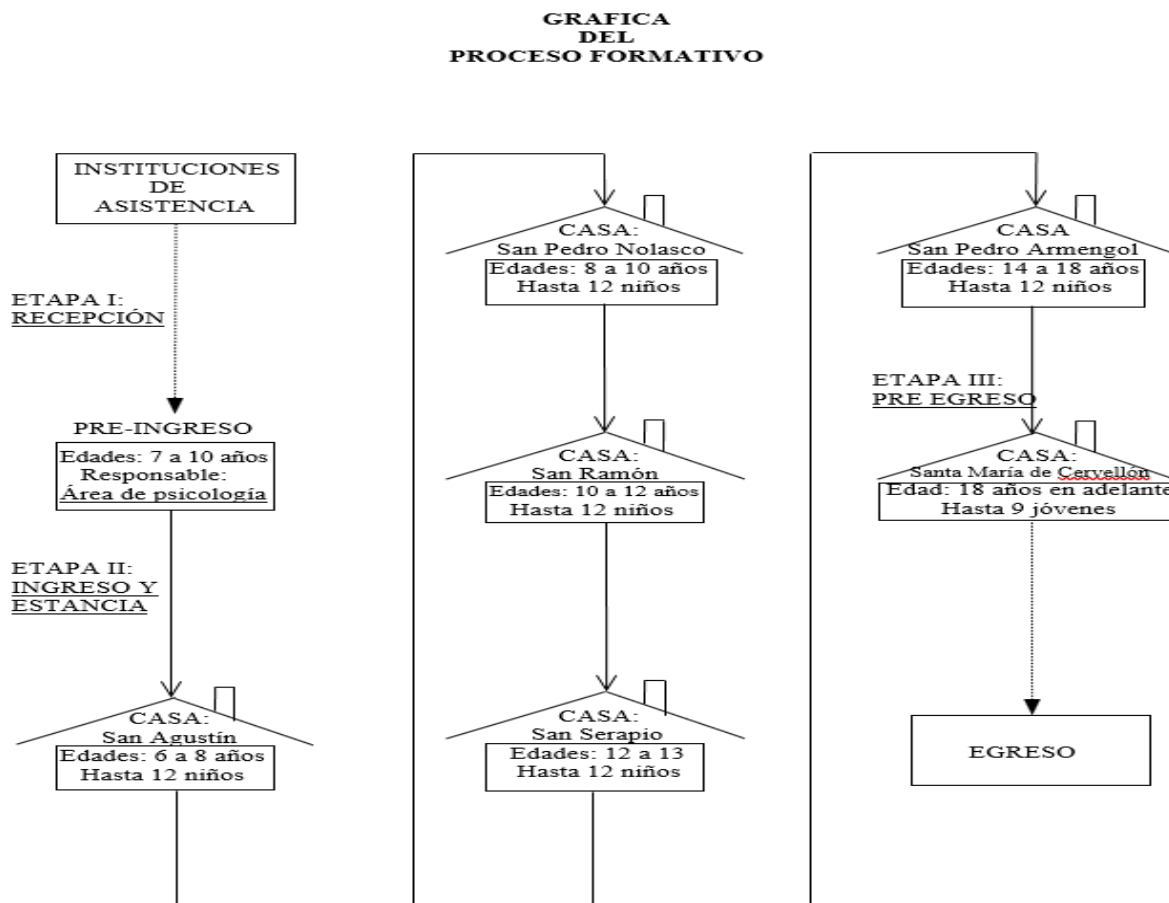 GRAFICA
DEL
PROCESO FORMATIVO
INSTITUCIONES
DE
ASISTENCIA
ETAPA I:
RECEPCIÓN
PRE-INGRESO
Edades: 7 a 10 años
Responsable:
Área de psicología
ETAPA II:
INGRESO Y
ESTANCIA
CASA:
San Agustín
Edades: 6 a 8 años
Hasta 12 niños
CASA:
San Pedro Nolasco
Edades: 8 a 10 años
Hasta 12 niños
CASA:
San Ramón
Edades: 10 a 12 años
Hasta 12 niños
CASA:
San Serapio
Edades: 12 a 13
Hasta 12 niños
CASA
San Pedro Armengol
Edades: 14 a 18 años
Hasta 12 niños
ETAPA III:
PRE EGRESO
CASA:
Santa María de Cervellón
Edad: 18 años en adelante
Hasta 9 jóvenes
EGRESO